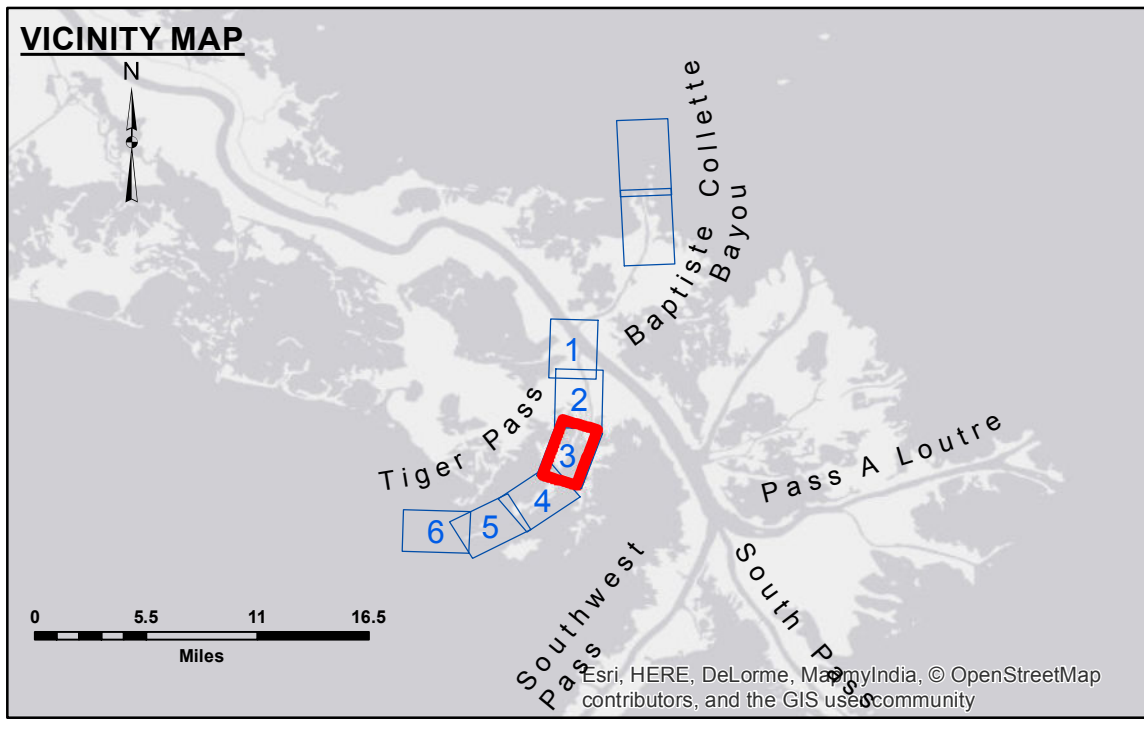 VICINITY MAP
N
Baptiste Collette
Bayou
1
2
Tiger Pass
3
Pass A Loutre
4
5
6
Southwest
Pass
South Pass
0 5.5 11 16.5
Miles
Esri, HERE, DeLorme, MapmyIndia, © OpenStreetMap
contributors, and the GIS user community